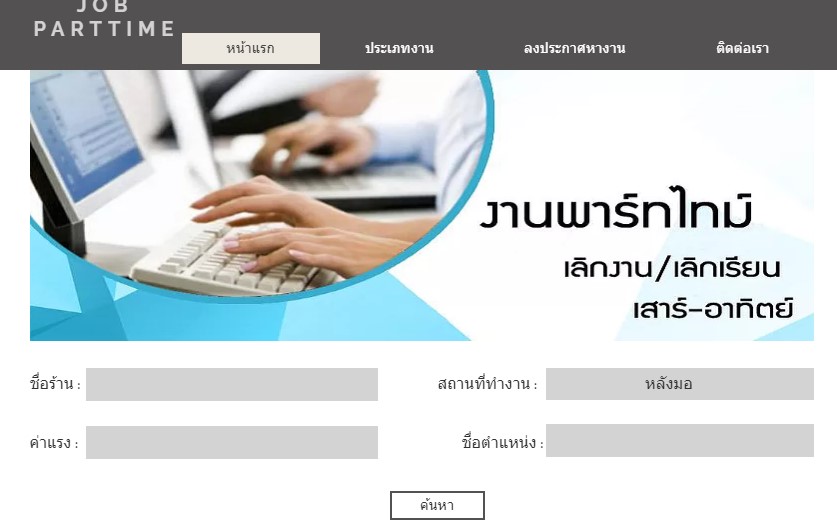 JOB
PARTTIME
หน้าแรก ประเภทงาน ลงประกาศหางาน ติดต่อเรา
งานพาร์ทไทม์
เลิกงาน/เลิกเรียน
เสาร์-อาทิตย์
ชื่อร้าน : สถานที่ทำงาน : หลังมอ
ค่าแรง : ชื่อตำแหน่ง :
ค้นหา